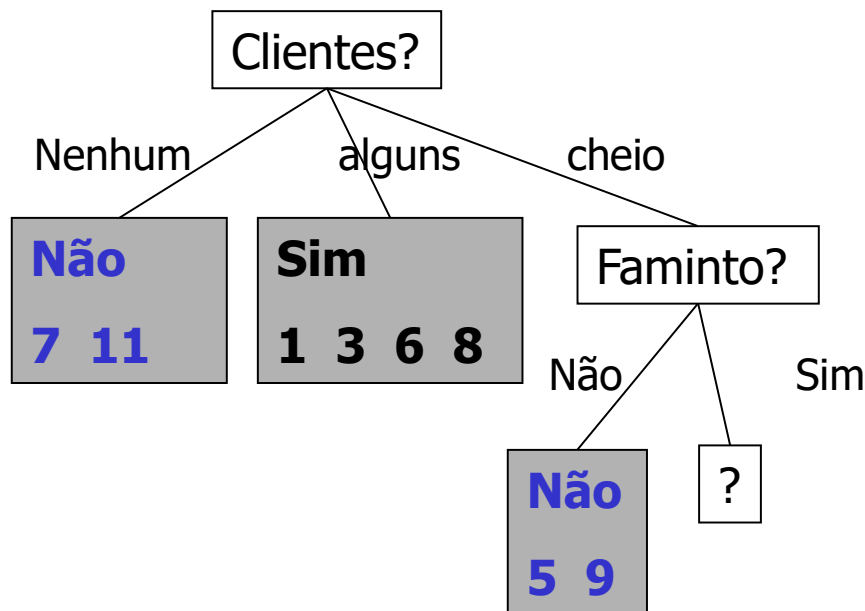 Clientes?
Nenhum alguns cheio
Não
7 11
Sim
1 3 6 8
Faminto?
Não Sim
Não
5 9
?